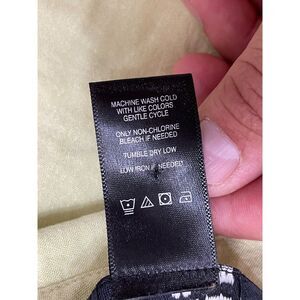 MACHINE WASH COLD
WITH LIKE COLORS
GENTLE CYCLE
ONLY NON-CHLORINE
BLEACH IF NEEDED
TUMBLE DRY LOW
LOW IRON IF NEEDED